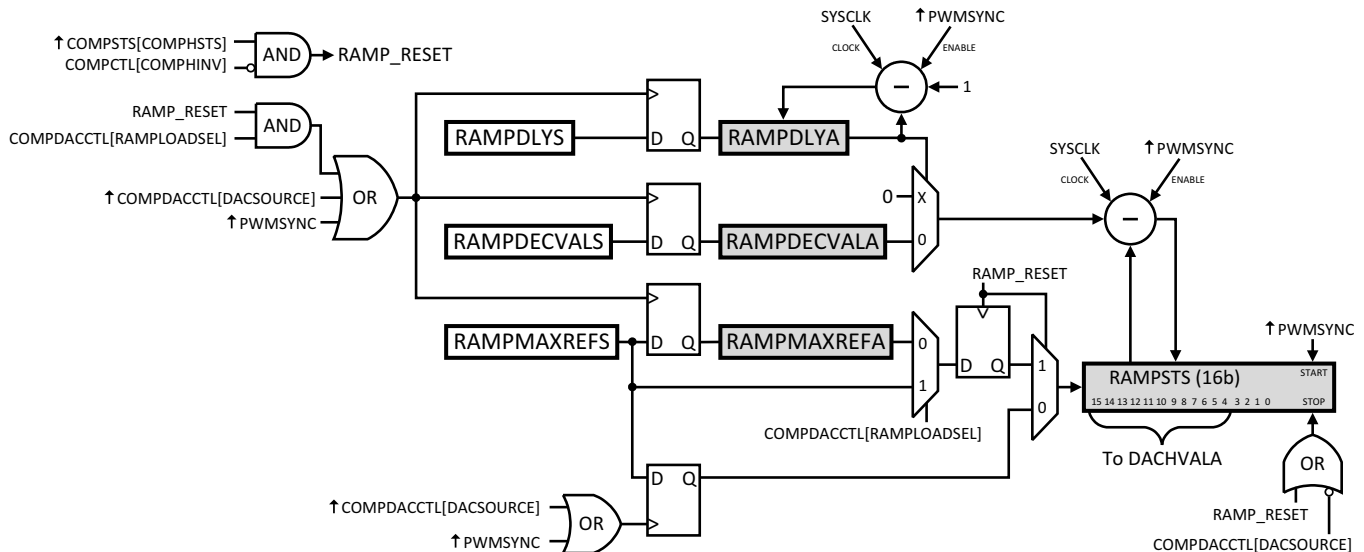 SYSCLK
↑PWMSYNC
CLOCK
ENABLE
↑COMPSTS[COMPHSTS]
COMPCTL[COMPHINV]
AND
RAMP_RESET
−
1
RAMP_RESET
COMPDACCTL[RAMPLOADSEL]
AND
RAMPDLYS
D Q
RAMPDLYA
SYSCLK
↑PWMSYNC
CLOCK
ENABLE
↑COMPDACCTL[DACSOURCE]
↑PWMSYNC
OR
0
X
0
−
RAMPDECVALS
D Q
RAMPDECVALA
RAMP_RESET
RAMPMAXREFS
D Q
RAMPMAXREFA
0
1
D Q
1
0
COMPDACCTL[RAMPLOADSEL]
↑PWMSYNC
RAMPSTS (16b)
START
15 14 13 12 11 10 9 8 7 6 5 4 3 2 1 0
STOP
To DACHVALA
OR
RAMP_RESET
COMPDACCTL[DACSOURCE]
D Q
↑COMPDACCTL[DACSOURCE]
↑PWMSYNC
OR